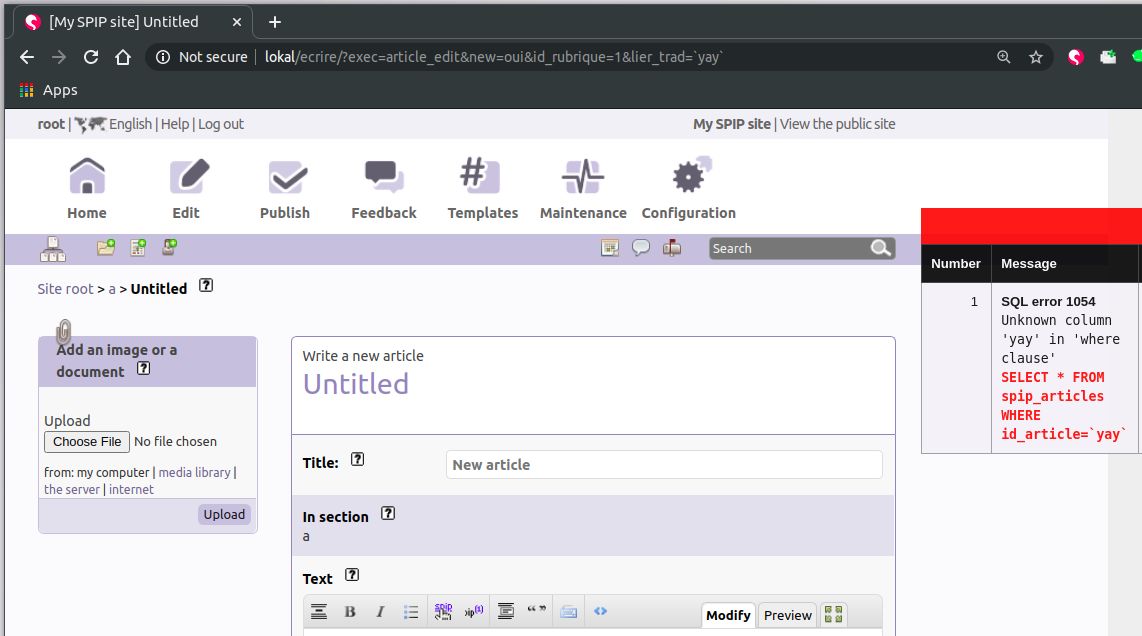 [My SPIP site] Untitled
Not secure | lokal/ecrire/?exec=article_edit&new=oui&id_rubrique=1&lier_trad=`yay`
Apps
root | English | Help | Log out
My SPIP site | View the public site
Home
Edit
Publish
Feedback
Templates
Maintenance
Configuration
Search
Site root > a > Untitled ?
Number
Message
1
SQL error 1054
Unknown column
'yay' in 'where
clause'
SELECT * FROM
spip_articles
WHERE
id_article=`yay`
Add an image or a
document ?
Upload
Choose File No file chosen
from: my computer | media library |
the server | internet
Upload
Write a new article
Untitled
Title: ?
New article
In section ?
a
Text ?
B I
Modify
Preview